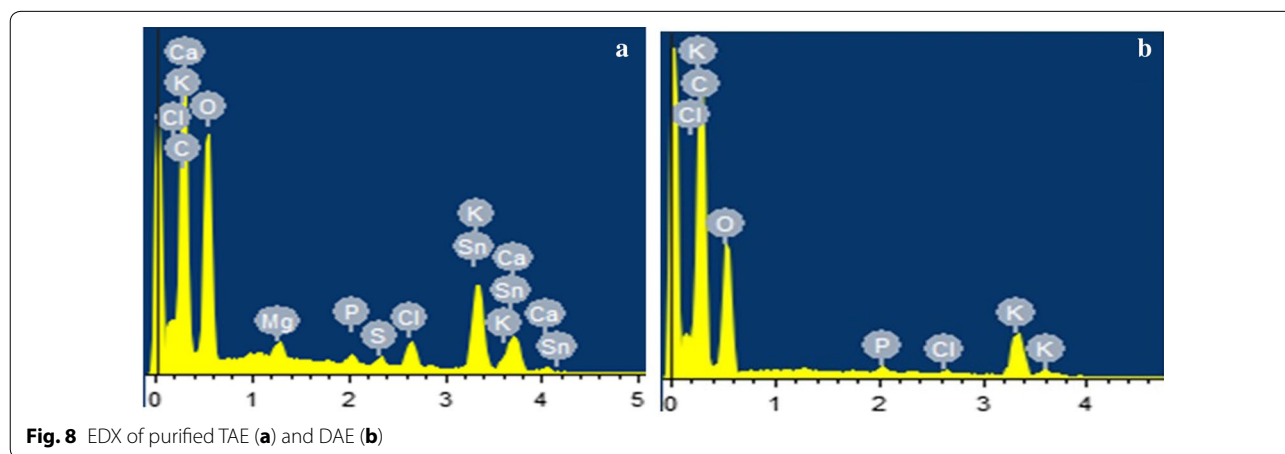 a
Ca
K
Cl
O
C
K
Sn
Ca
Sn
Mg
P
S
Cl
K
Ca
Sn
0 1 2 3 4 5
b
K
C
Cl
O
P
Cl
K
K
0 1 2 3 4
Fig. 8 EDX of purified TAE (a) and DAE (b)